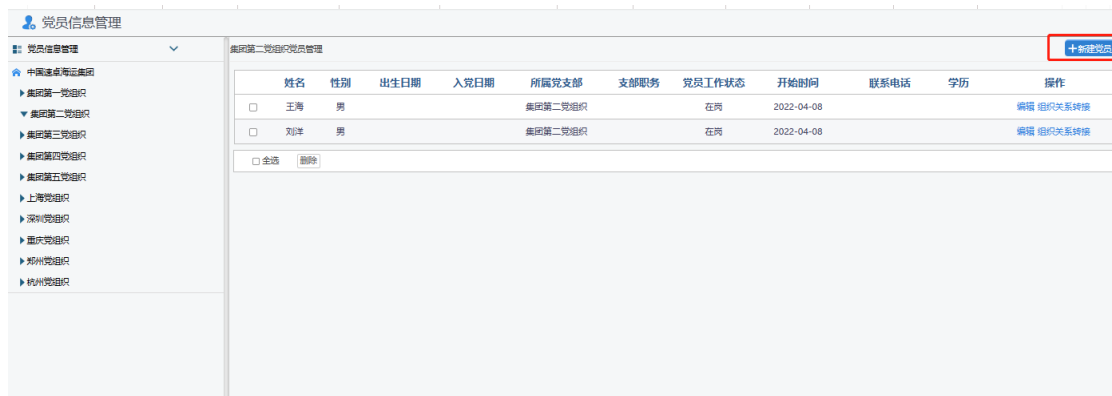 党员信息管理
党员信息管理
集团第二党组织党员管理
+新建党员
中国速卓海运集团
集团第一党组织
集团第二党组织
集团第三党组织
集团第四党组织
集团第五党组织
上海党组织
深圳党组织
重庆党组织
郑州党组织
杭州党组织
姓名 性别 出生日期 入党日期 所属党支部 支部职务 党员工作状态 开始时间 联系电话 学历 操作
王海 男 集团第二党组织 在岗 2022-04-08 编辑 组织关系转接
刘洋 男 集团第二党组织 在岗 2022-04-08 编辑 组织关系转接
全选 删除